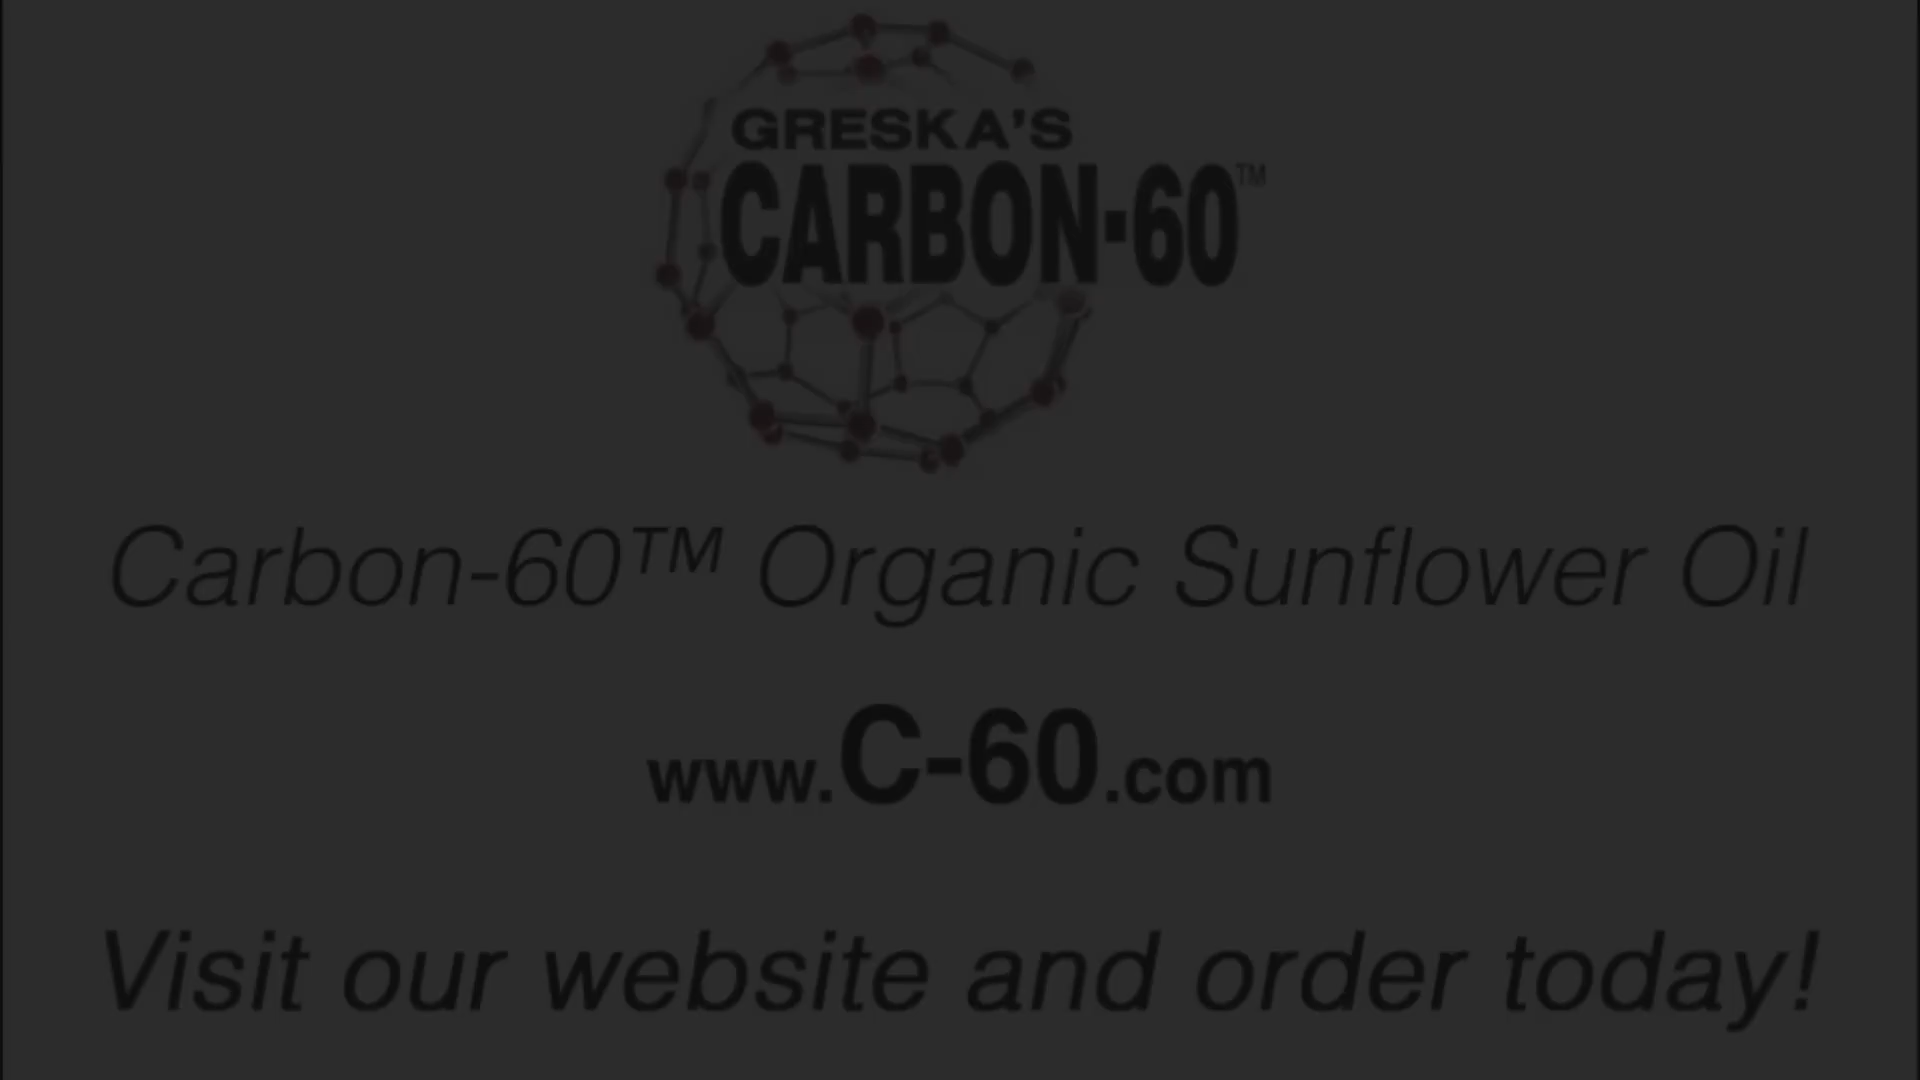 GRESKA'S
CARBON-60™
Carbon-60™ Organic Sunflower Oil
www.C-60.com
Visit our website and order today!